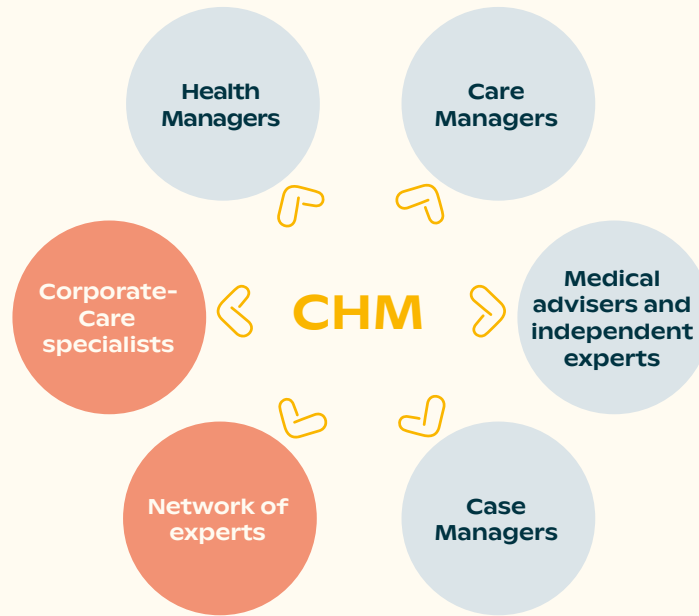 Health
Managers
Care
Managers
Corporate-
Care
specialists
CHM
Medical
advisers and
independent
experts
Network of
experts
Case
Managers